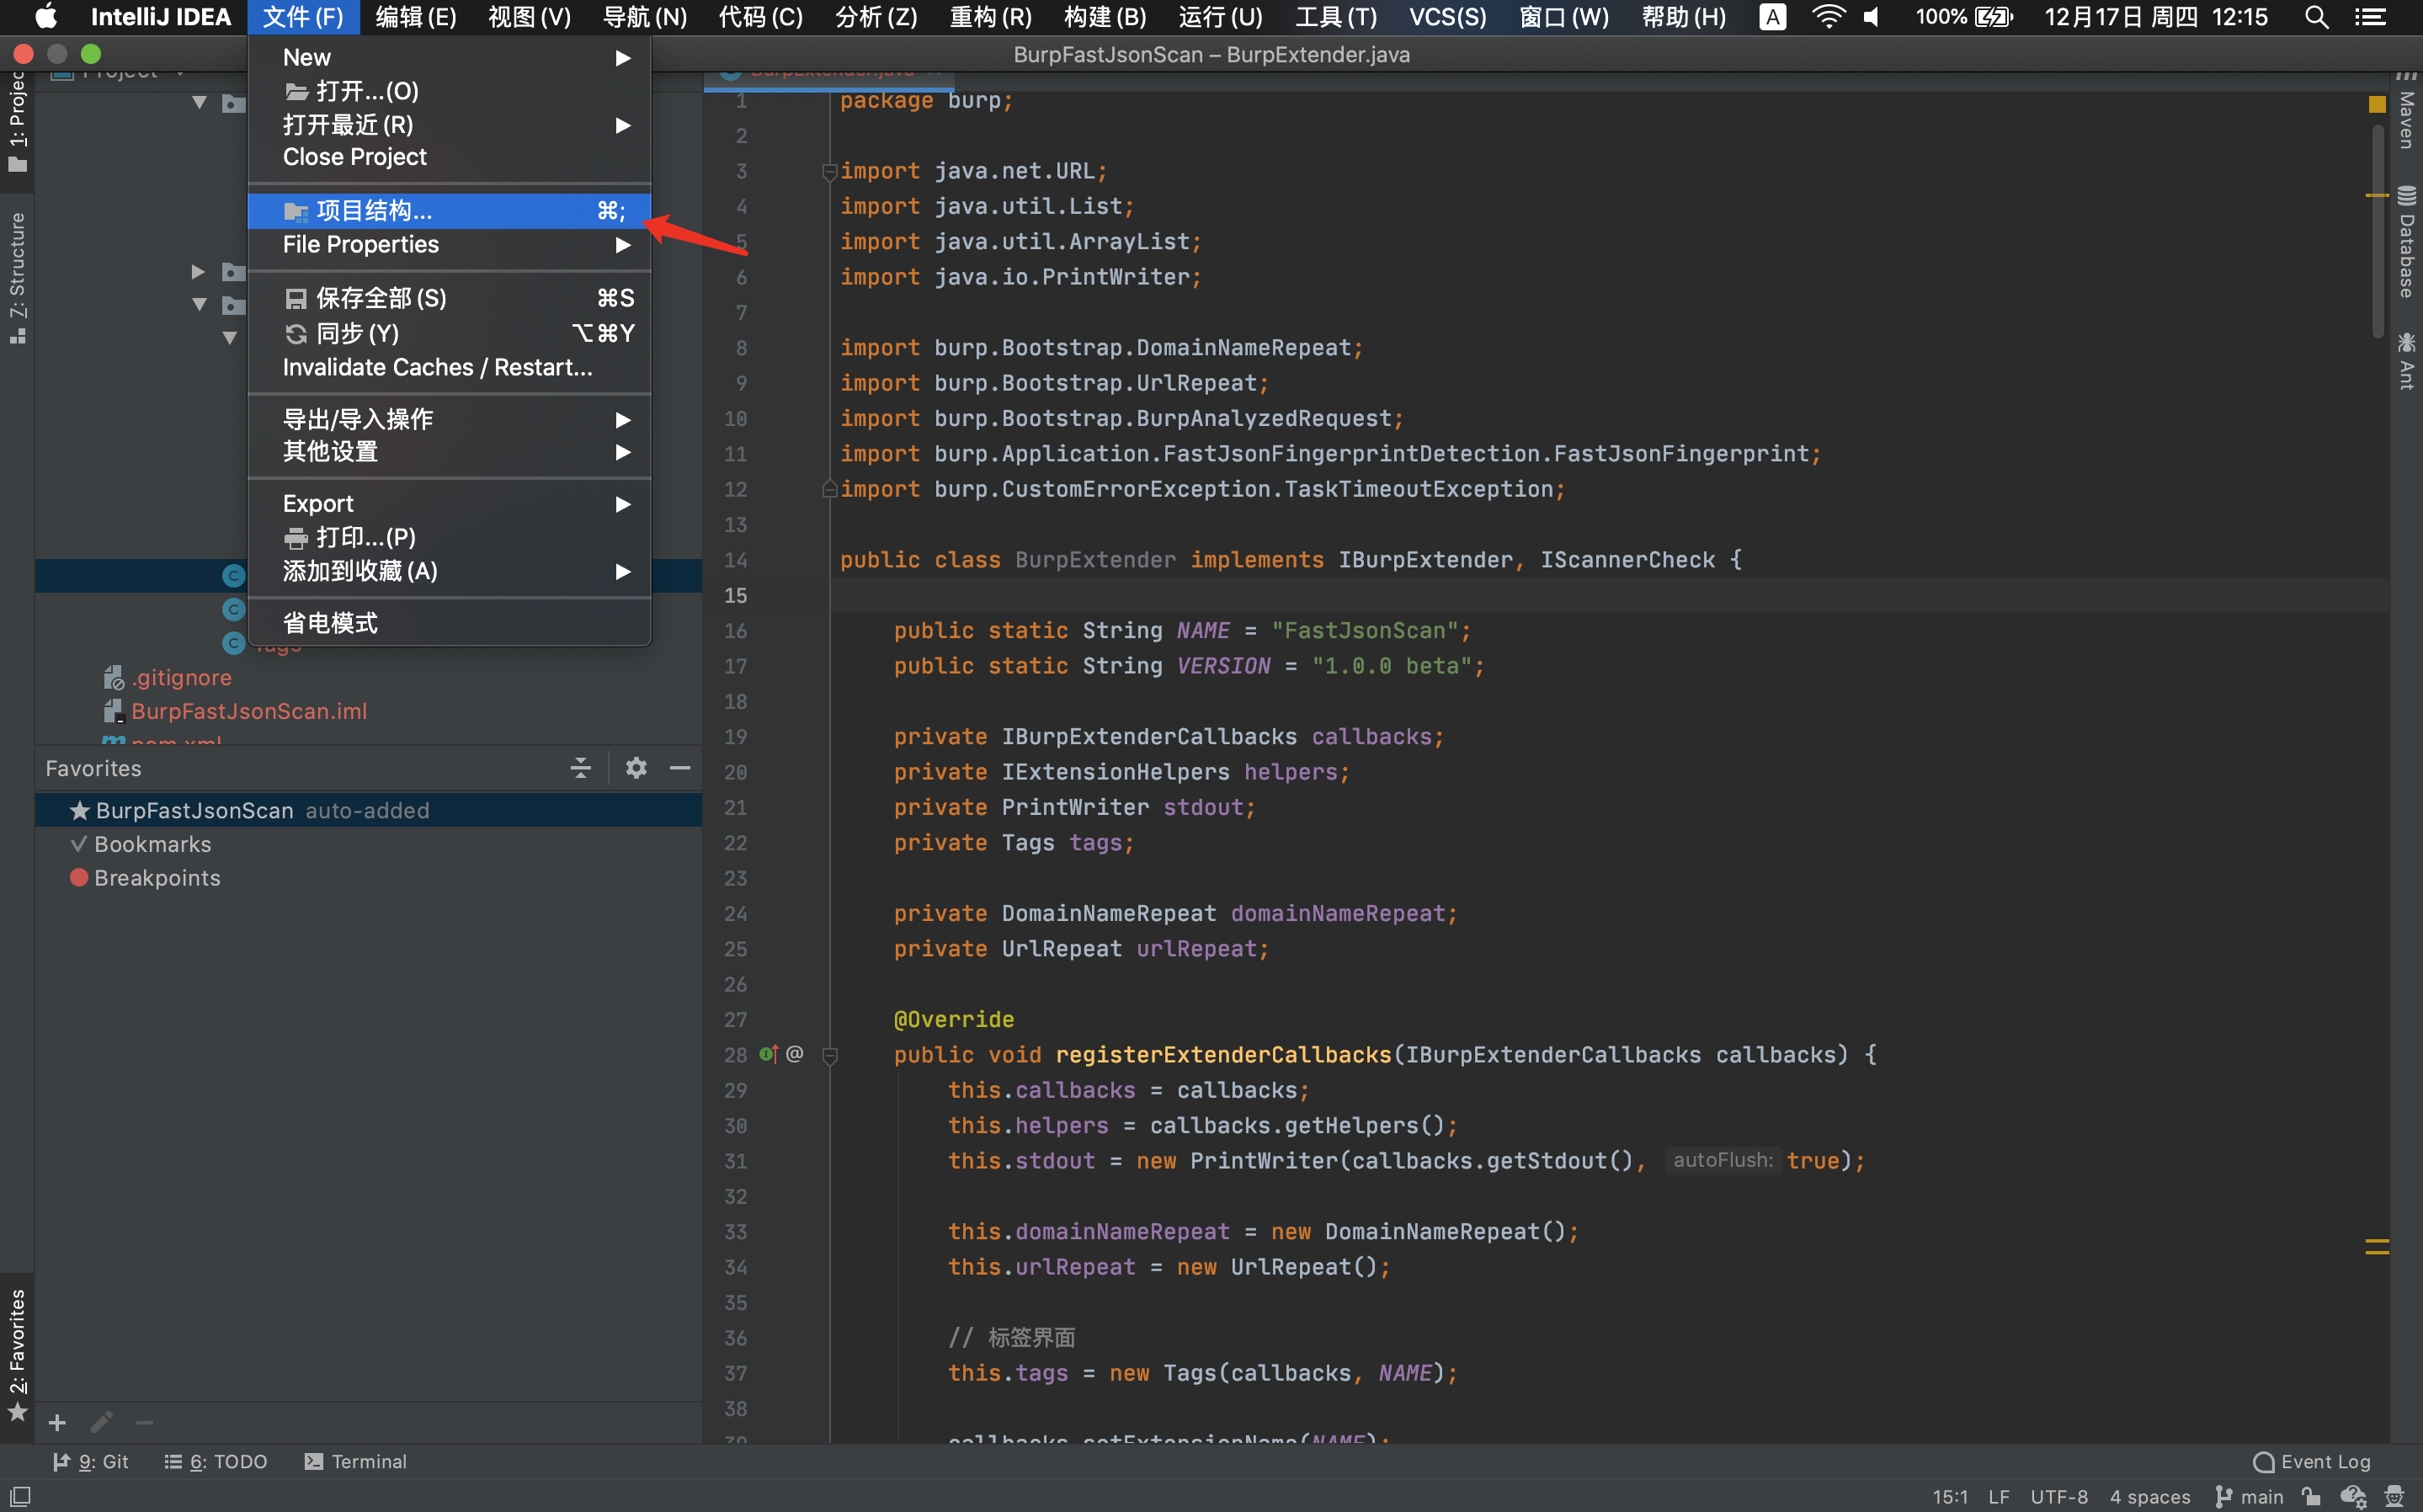 IntelliJ IDEA 文件(F) 编辑(E) 视图(V) 导航(N) 代码(C) 分析(Z) 重构(R) 构建(B) 运行(U) 工具(T) VCS(S) 窗口(W) 帮助(H) A 100% 12月17日 周四 12:15
BurpFastJsonScan – BurpExtender.java
New
打开...(O)
打开最近(R)
Close Project
项目结构... ⌘;
File Properties
保存全部(S) ⌘S
同步(Y) ⌥⌘Y
Invalidate Caches / Restart...
导出/导入操作
其他设置
Export
打印...(P)
添加到收藏(A)
省电模式
1: Project
7: Structure
2: Favorites
Project
Tags
.gitignore
BurpFastJsonScan.iml
pom.xml
Favorites
BurpFastJsonScan auto-added
Bookmarks
Breakpoints
BurpExtender.java
1 package burp;
2
3 import java.net.URL;
4 import java.util.List;
5 import java.util.ArrayList;
6 import java.io.PrintWriter;
7
8 import burp.Bootstrap.DomainNameRepeat;
9 import burp.Bootstrap.UrlRepeat;
10 import burp.Bootstrap.BurpAnalyzedRequest;
11 import burp.Application.FastJsonFingerprintDetection.FastJsonFingerprint;
12 import burp.CustomErrorException.TaskTimeoutException;
13
14 public class BurpExtender implements IBurpExtender, IScannerCheck {
15
16 public static String NAME = "FastJsonScan";
17 public static String VERSION = "1.0.0 beta";
18
19 private IBurpExtenderCallbacks callbacks;
20 private IExtensionHelpers helpers;
21 private PrintWriter stdout;
22 private Tags tags;
23
24 private DomainNameRepeat domainNameRepeat;
25 private UrlRepeat urlRepeat;
26
27 @Override
28 @ public void registerExtenderCallbacks(IBurpExtenderCallbacks callbacks) {
29 this.callbacks = callbacks;
30 this.helpers = callbacks.getHelpers();
31 this.stdout = new PrintWriter(callbacks.getStdout(), autoFlush: true);
32
33 this.domainNameRepeat = new DomainNameRepeat();
34 this.urlRepeat = new UrlRepeat();
35
36 // 标签界面
37 this.tags = new Tags(callbacks, NAME);
38
39 callbacks.setExtensionName(NAME);
Maven
Database
Ant
9: Git 6: TODO Terminal Event Log
15:1 LF UTF-8 4 spaces main